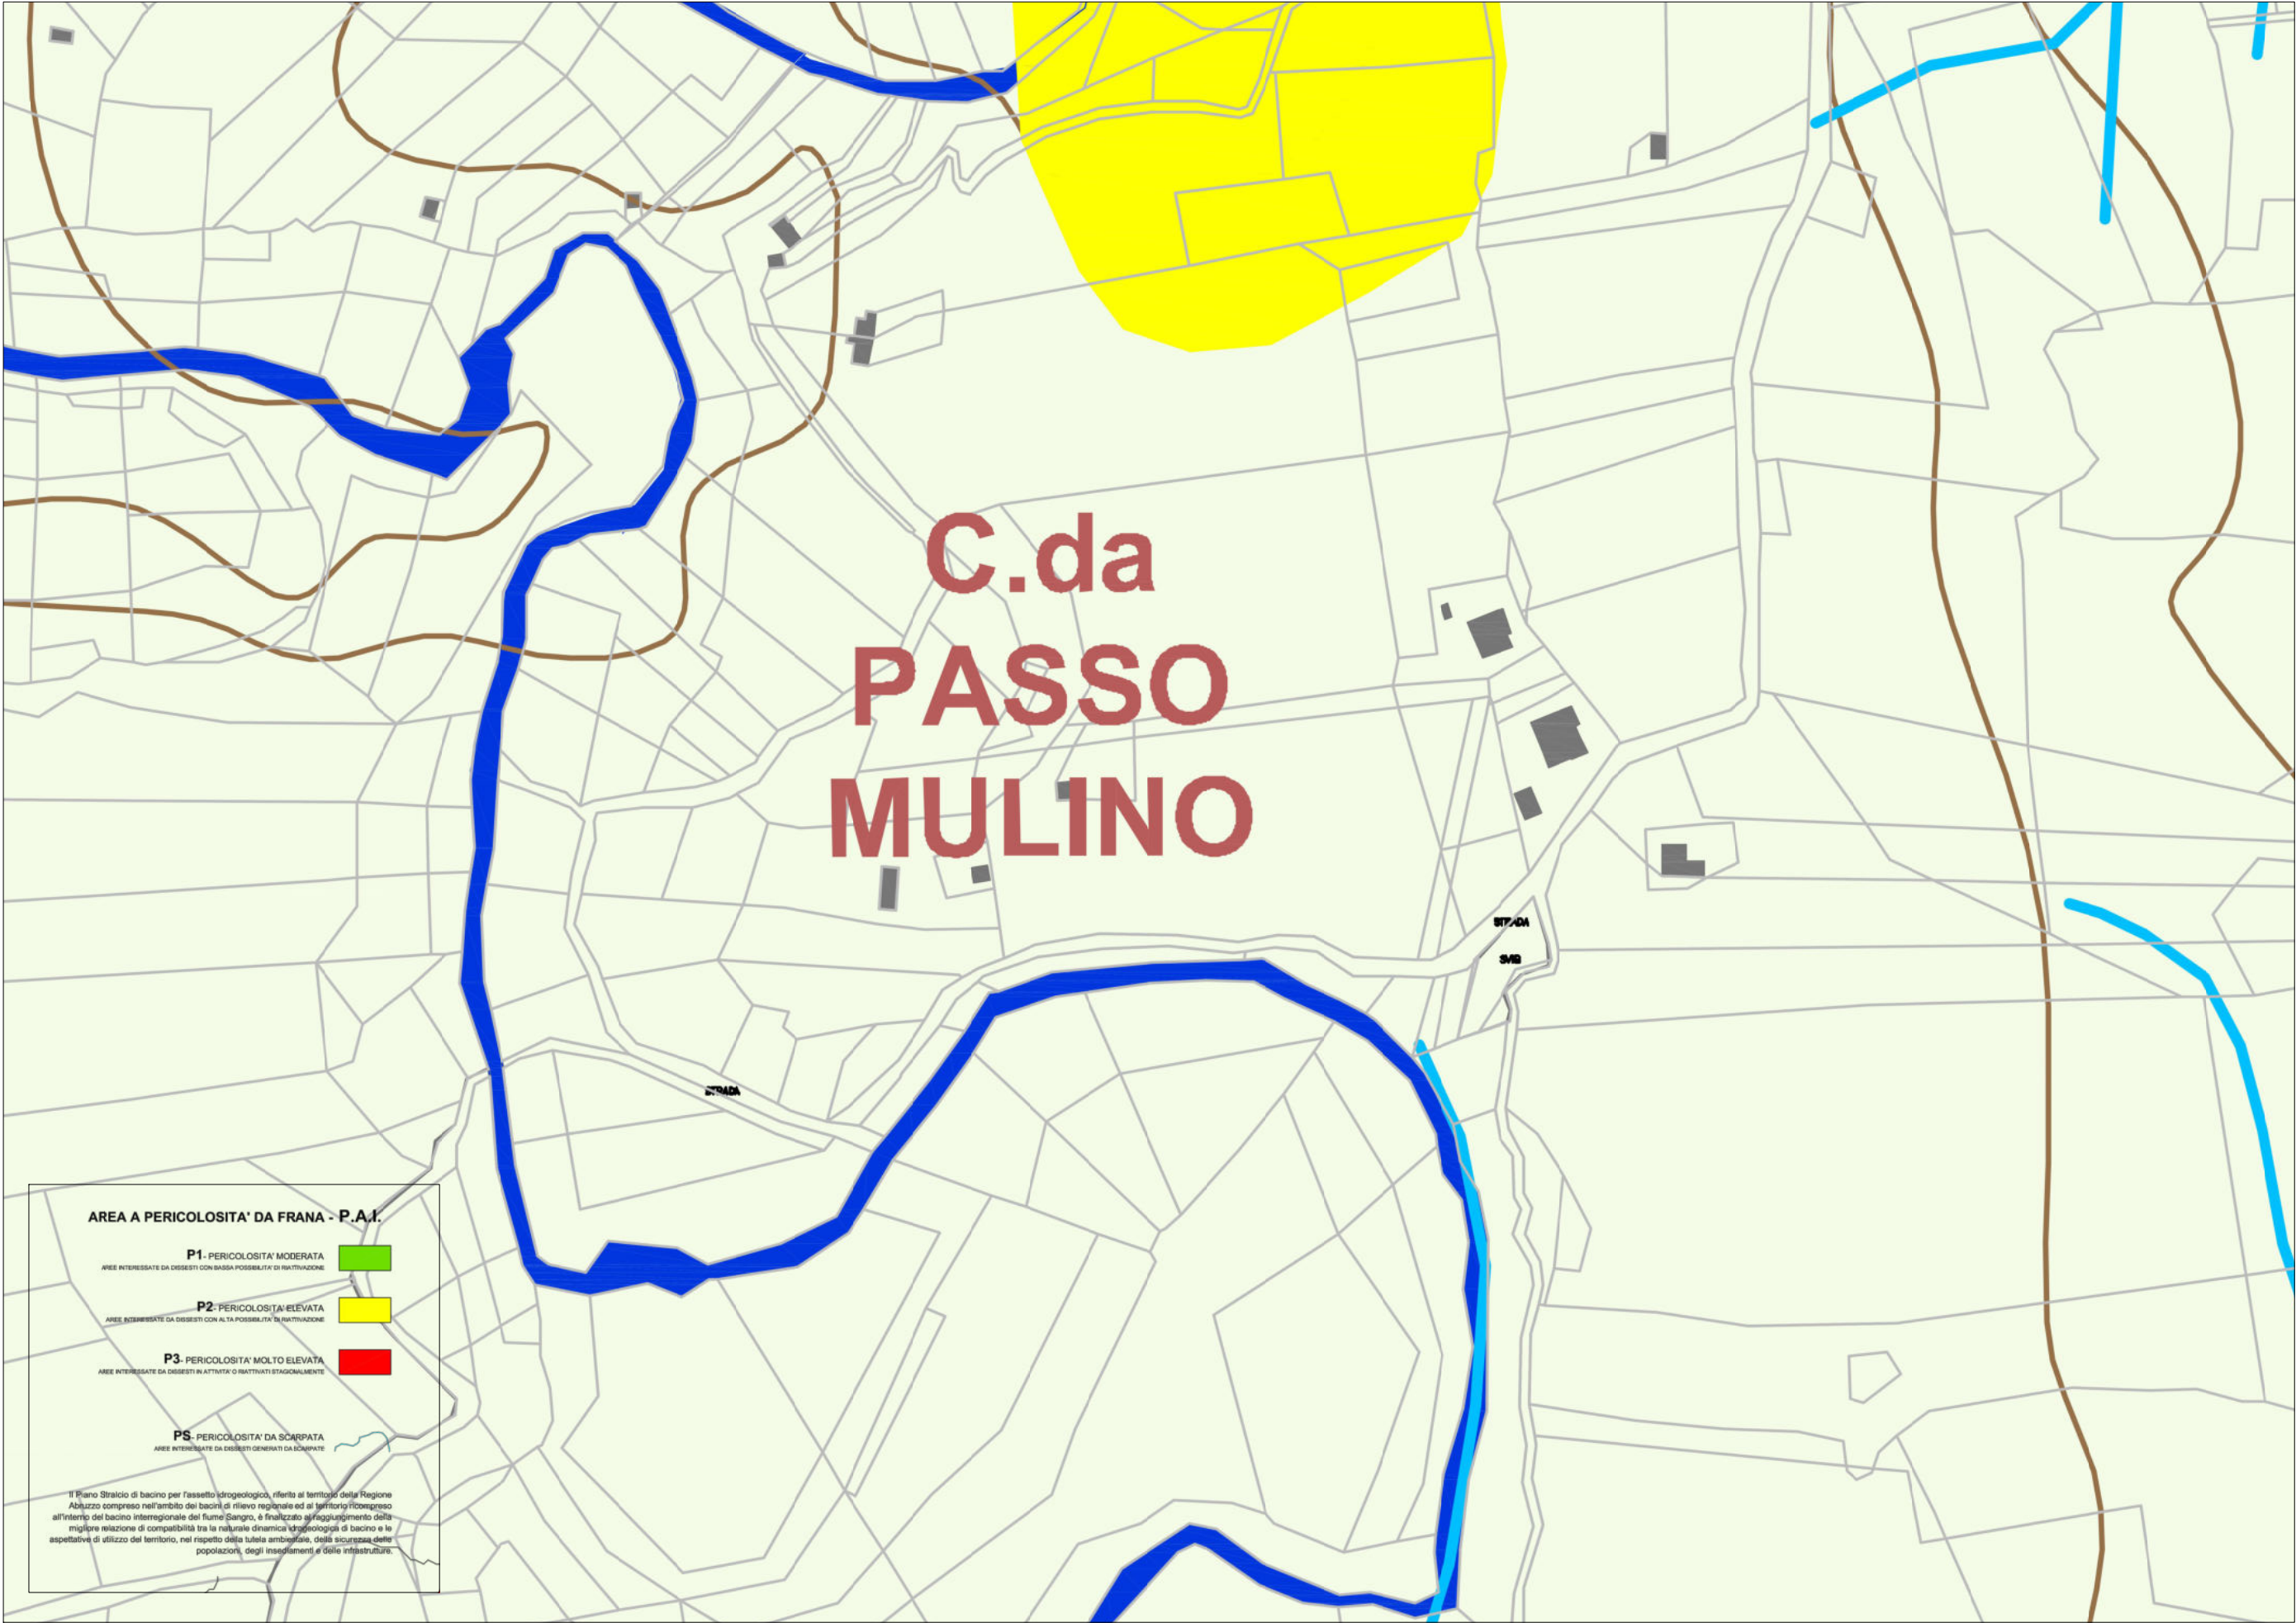 C.da
PASSO
MULINO
STRADA
STRADA
AREA A PERICOLOSITA' DA FRANA - P.A.I.
P1- PERICOLOSITA' MODERATA
AREE INTERESSATE DA DISSESTI CON BASSA POSSIBILITA' DI RIATTIVAZIONE
P2- PERICOLOSITA' ELEVATA
AREE INTERESSATE DA DISSESTI CON ALTA POSSIBILITA' DI RIATTIVAZIONE
P3- PERICOLOSITA' MOLTO ELEVATA
AREE INTERESSATE DA DISSESTI IN ATTIVITA' O RIATTIVATI STAGIONALMENTE
PS- PERICOLOSITA' DA SCARPATA
AREE INTERESSATE DA DISSESTI GENERATI DA SCARPATE
Il Piano Stralcio di bacino per l'assetto idrogeologico, riferito al territorio della Regione
Abruzzo compreso nell'ambito dei bacini di rilievo regionale ed al territorio ricompreso
all'interno del bacino interregionale del fiume Sangro, è finalizzato al raggiungimento della
migliore relazione di compatibilità tra la naturale dinamica idrogeologica di bacino e le
aspettative di utilizzo del territorio, nel rispetto della tutela ambientale, della sicurezza delle
popolazioni, degli insediamenti e delle infrastrutture.